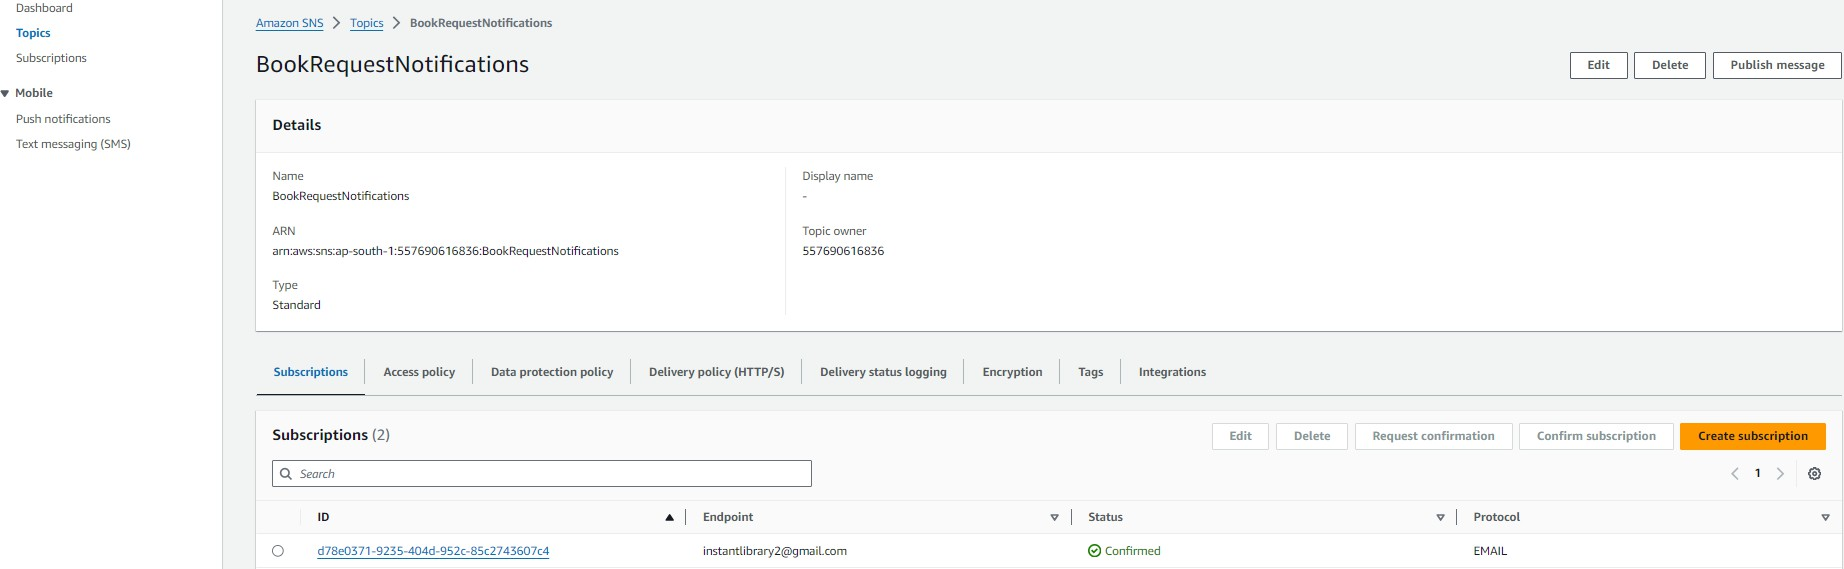 Dashboard
Topics
Subscriptions
Mobile
Push notifications
Text messaging (SMS)
Amazon SNS > Topics > BookRequestNotifications
BookRequestNotifications
Edit Delete Publish message
Details
Name
BookRequestNotifications
ARN
arn:aws:sns:ap-south-1:557690616836:BookRequestNotifications
Type
Standard
Display name
-
Topic owner
557690616836
Subscriptions Access policy Data protection policy Delivery policy (HTTP/S) Delivery status logging Encryption Tags Integrations
Subscriptions (2)
Edit Delete Request confirmation Confirm subscription Create subscription
Search
1
ID Endpoint Status Protocol
d78e0371-9235-404d-952c-85c2743607c4 instantlibrary2@gmail.com Confirmed EMAIL